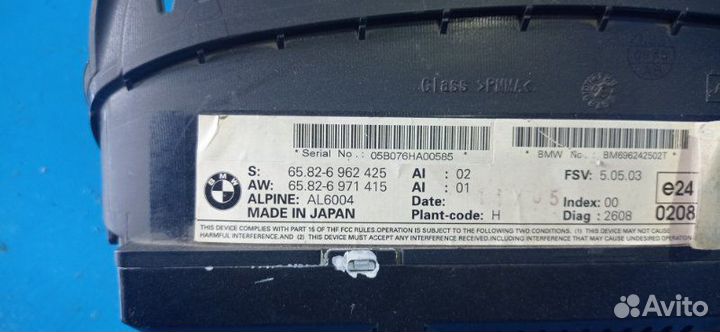 Glass >PMMA<
* Serial No. : 05B076HA00585 *
* BMW No. : BM696242502T *
BMW
S: 65.82-6 962 425 AI : 02 FSV: 5.05.03
AW: 65.82-6 971 415 AI : 01 e24
ALPINE: AL6004 Date: Index: 00
MADE IN JAPAN Plant-code: H Diag : 2608 0208
THIS DEVICE COMPLIES WITH PART 15 OF THF FCC RULES. OPERATION IS SUBJECT TO THE FOLLOWING TWO CONDITIONS: (1) THIS DEVICE MAY NOT CAUSE
HARMFUL INTERFERENCE, AND (2) THIS DEVICE MUST ACCEPT ANY INTERFERENCE RECEIVED, INCLUDING INTERFERENCE THAT MAY CAUSE UNDESIRED
Avito